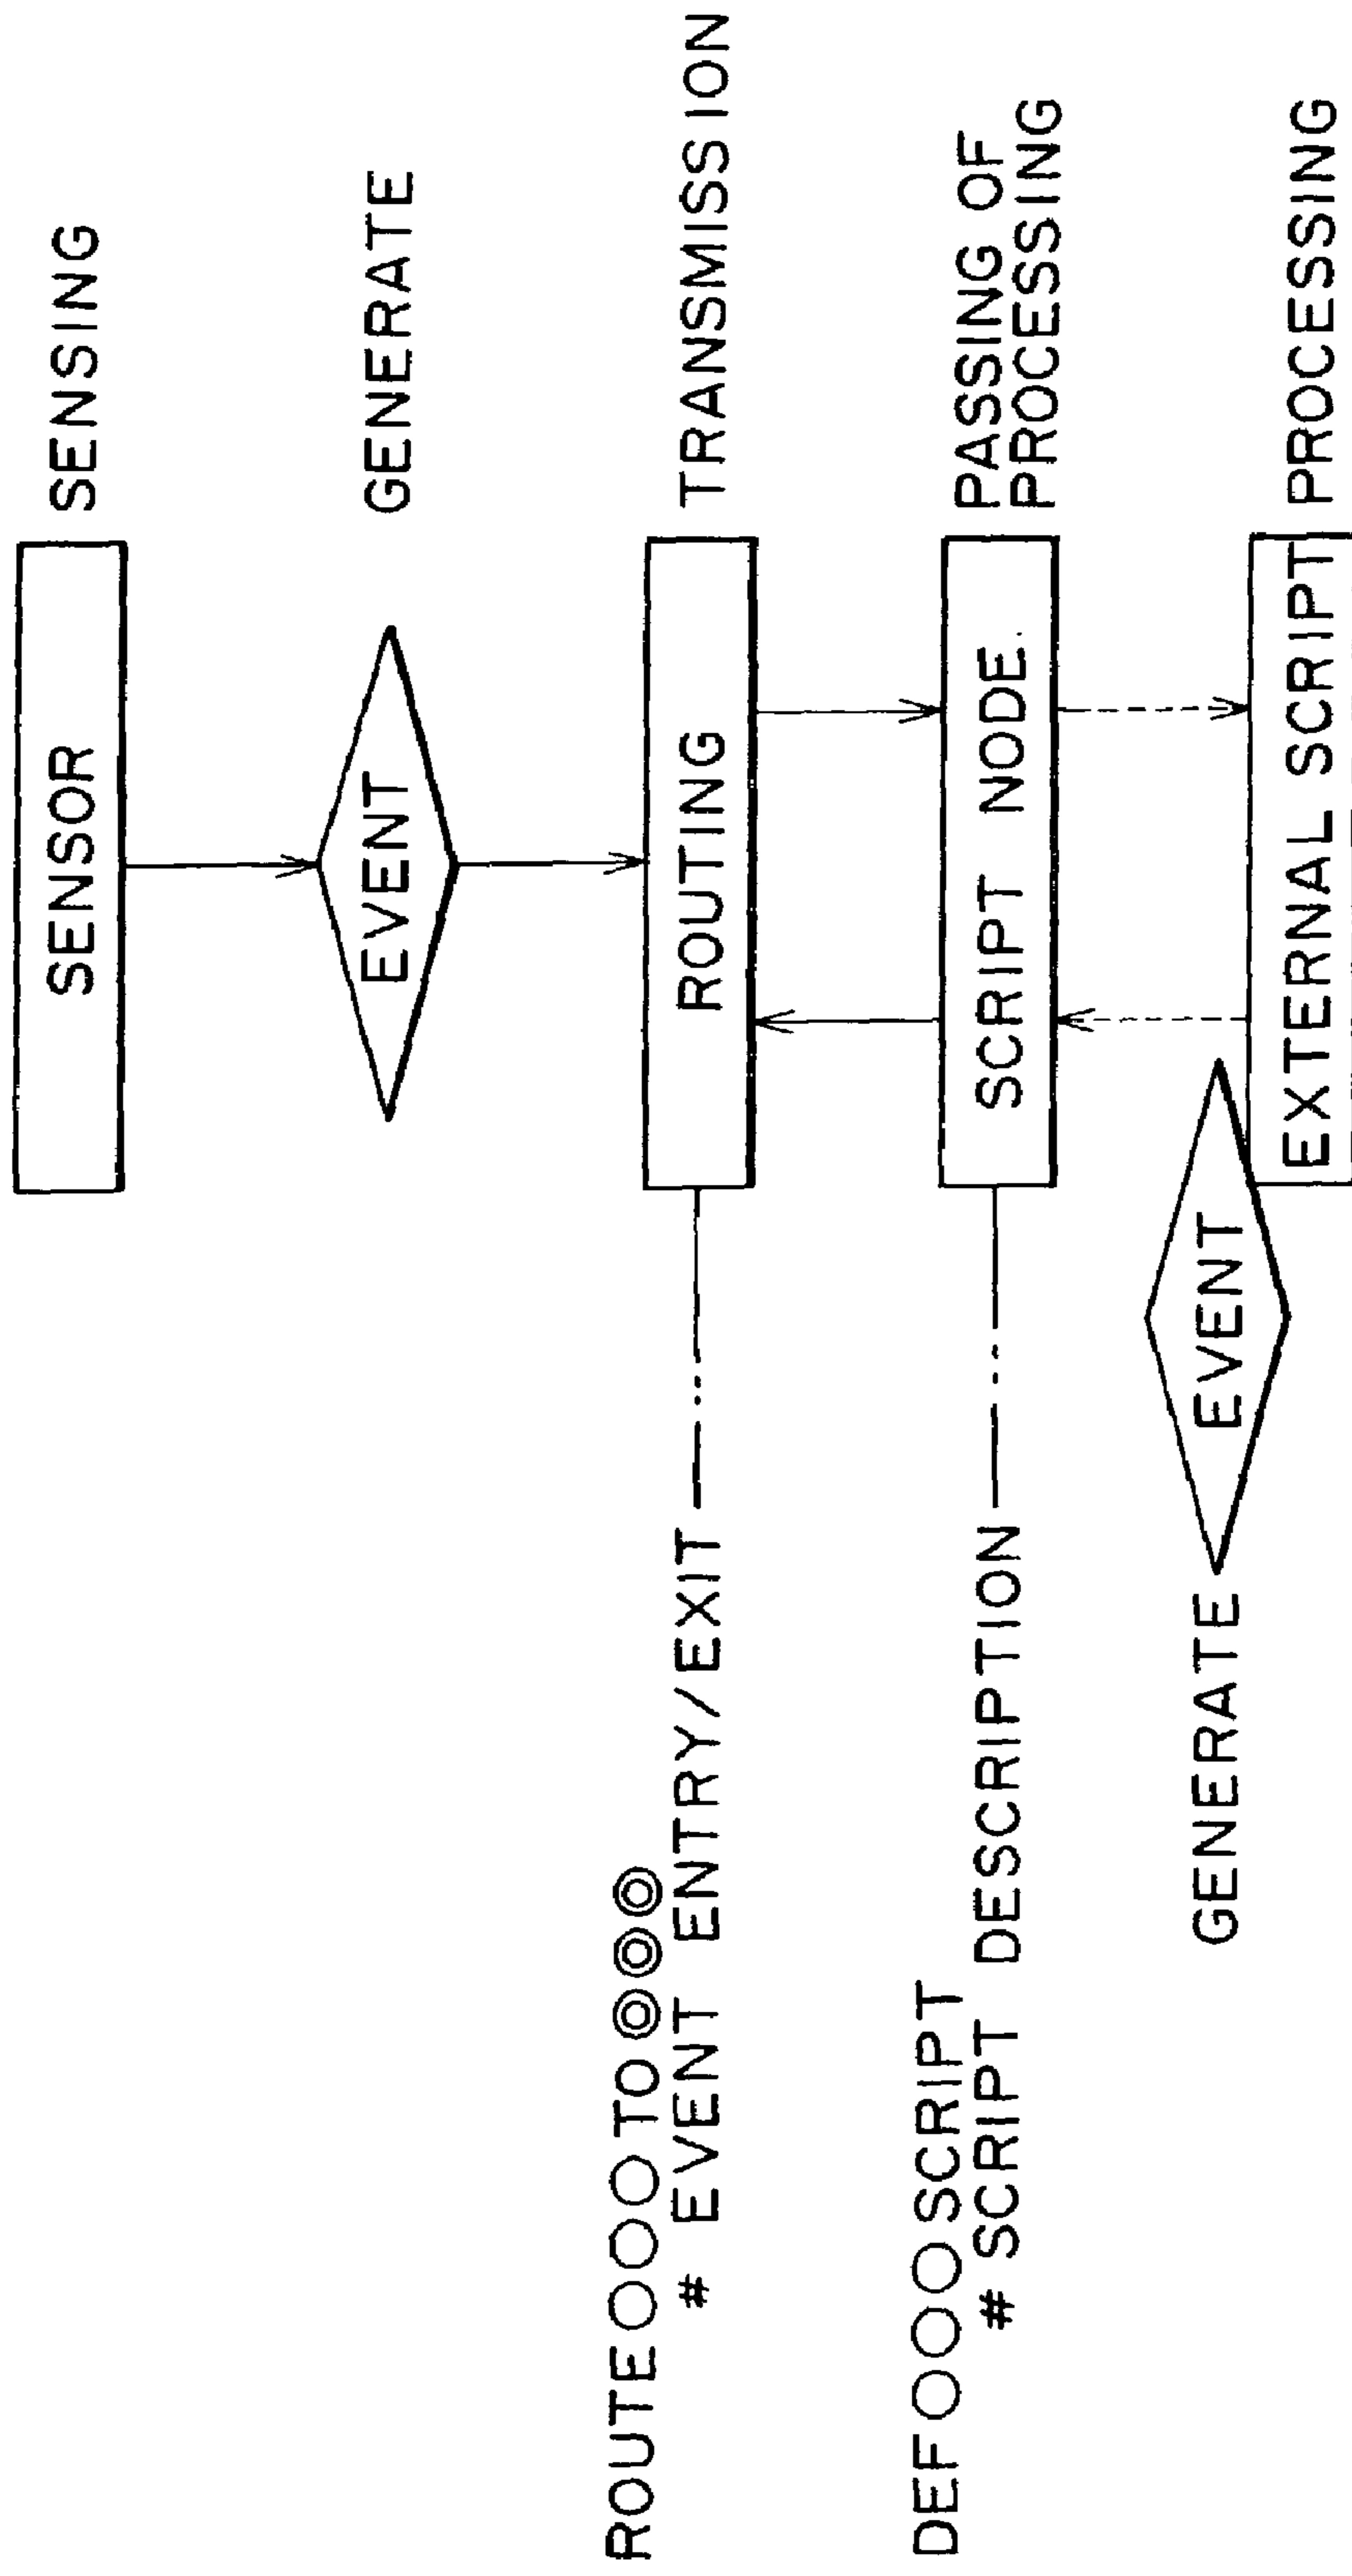 SENSOR
SENSING
EVENT
GENERATE
ROUTE○○○TO◎◎◎
# EVENT ENTRY/EXIT
ROUTING
TRANSMISSION
DEF○○○SCRIPT
# SCRIPT DESCRIPTION
SCRIPT NODE
PASSING OF
PROCESSING
GENERATE
EVENT
EXTERNAL SCRIPT
PROCESSING